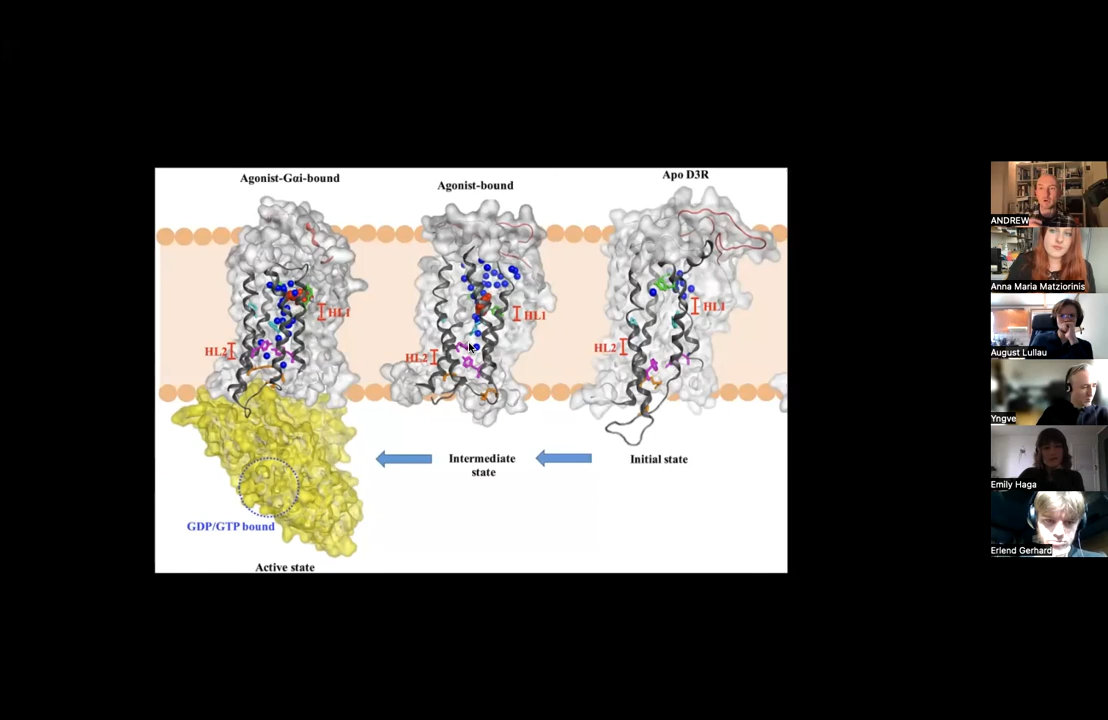 Agonist-Gαi-bound
Agonist-bound
Apo D3R
HL1
HL2
HL1
HL2
HL1
HL2
Intermediate
state
Initial state
GDP/GTP bound
Active state
ANDREW
Anna Maria Matziorinis
August Lullau
Yngve
Emily Haga
Erlend Gerhard